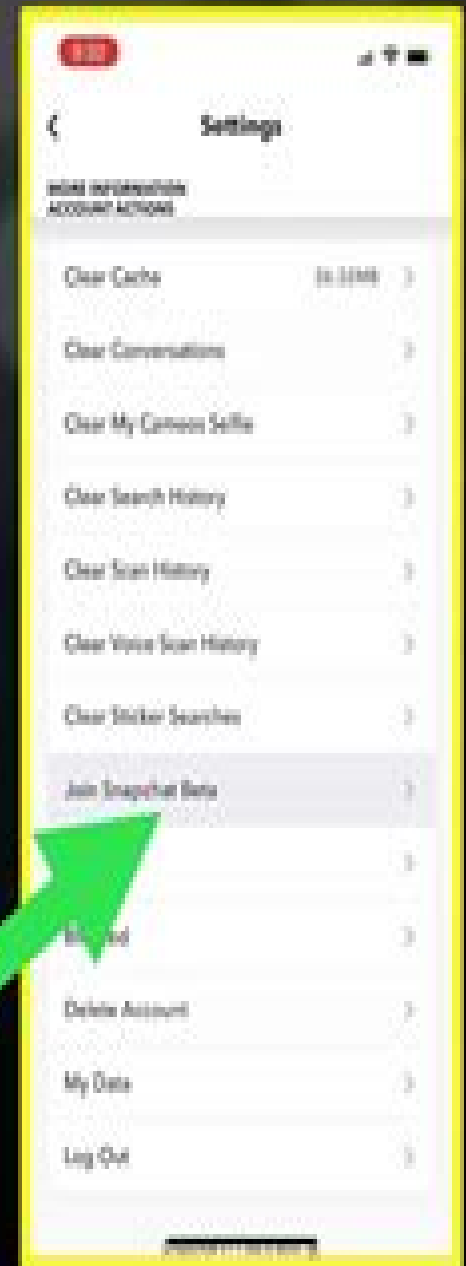 Settings
MORE INFORMATION
ACCOUNT ACTIONS
Clear Cache
Clear Conversations
Clear My Cameos Selfie
Clear Search History
Clear Scan History
Clear Voice Scan History
Clear Sticker Searches
Join Snapchat Beta
Delete Account
My Data
Log Out